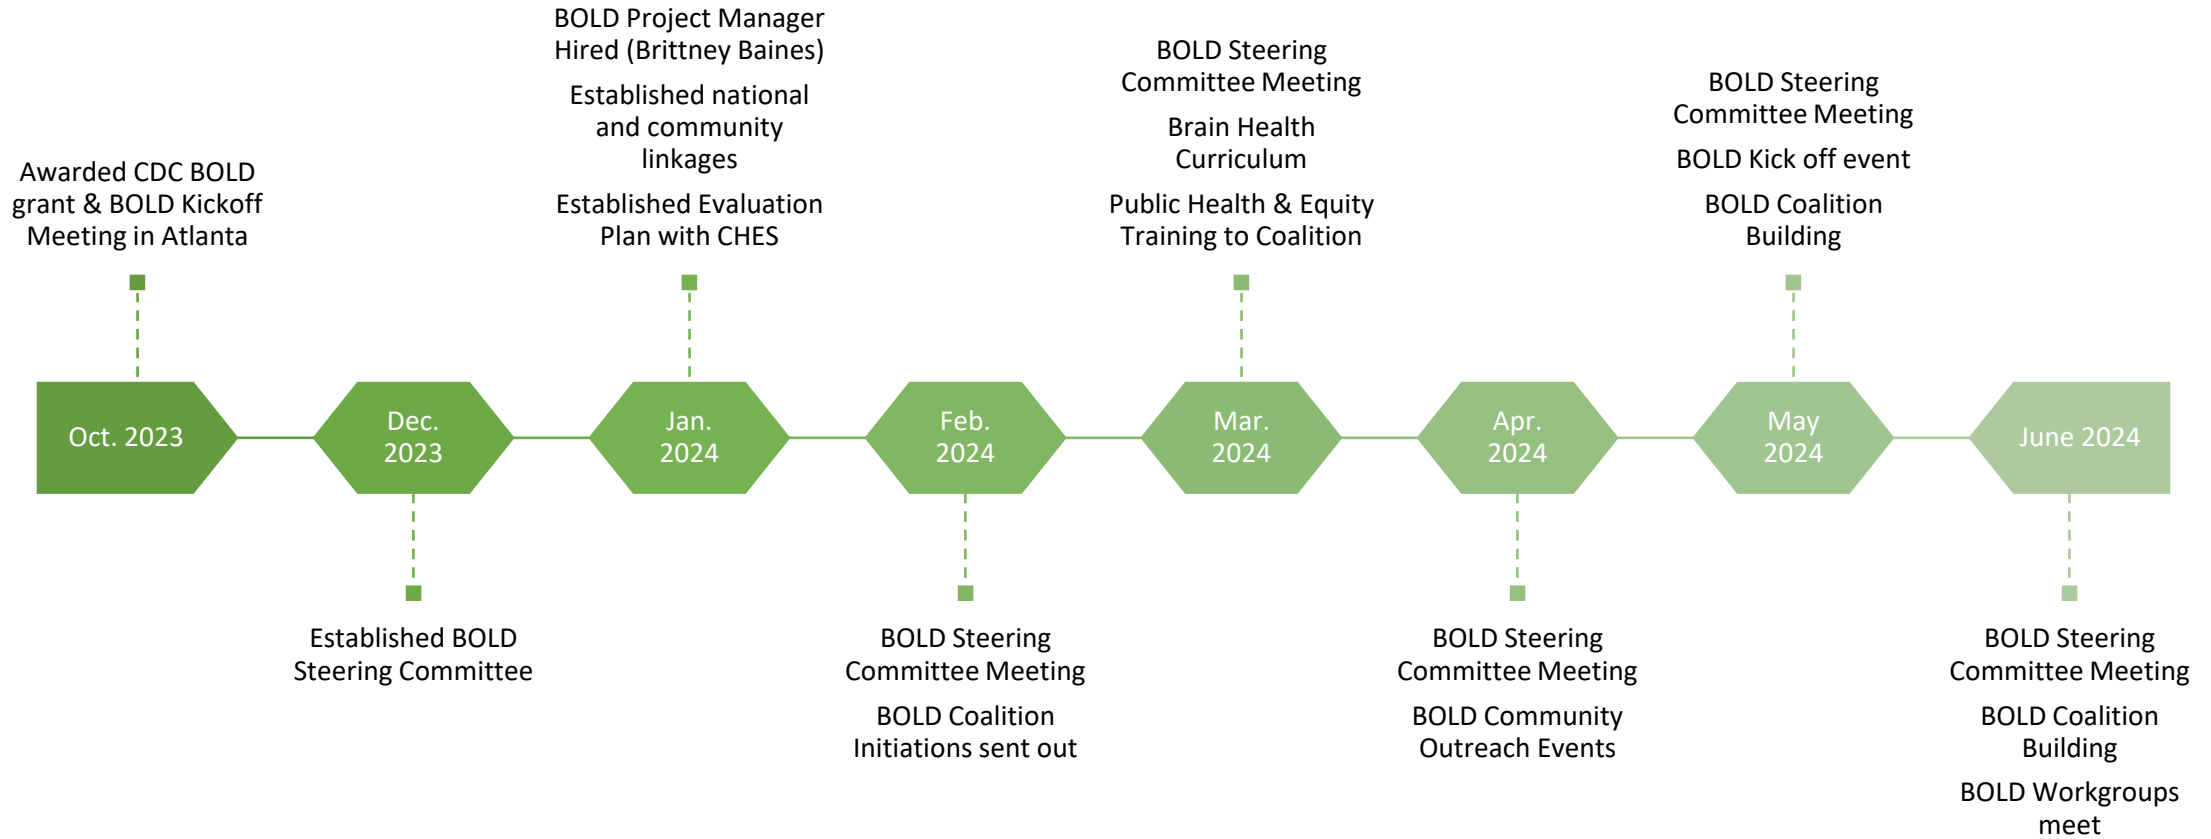 Awarded CDC BOLD
grant & BOLD Kickoff
Meeting in Atlanta
Oct. 2023
Dec.
2023
Established BOLD
Steering Committee
BOLD Project Manager
Hired (Brittney Baines)
Established national
and community
linkages
Established Evaluation
Plan with CHES
Jan.
2024
Feb.
2024
BOLD Steering
Committee Meeting
BOLD Coalition
Initiations sent out
BOLD Steering
Committee Meeting
Brain Health
Curriculum
Public Health & Equity
Training to Coalition
Mar.
2024
Apr.
2024
BOLD Steering
Committee Meeting
BOLD Community
Outreach Events
BOLD Steering
Committee Meeting
BOLD Kick off event
BOLD Coalition
Building
May
2024
June 2024
BOLD Steering
Committee Meeting
BOLD Coalition
Building
BOLD Workgroups
meet